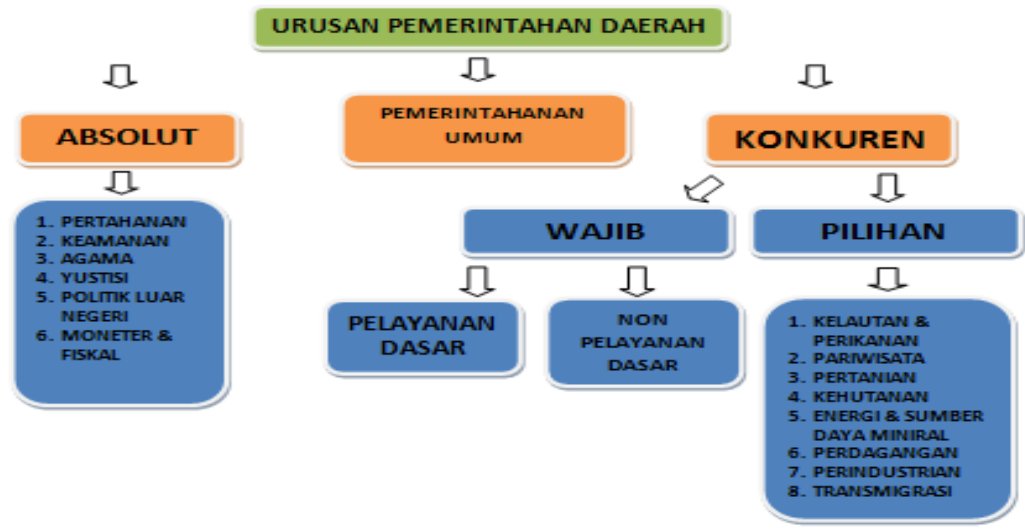 URUSAN PEMERINTAHAN DAERAH
ABSOLUT
PEMERINTAHANAN
UMUM
KONKUREN
1. PERTAHANAN
2. KEAMANAN
3. AGAMA
4. YUSTISI
5. POLITIK LUAR
NEGERI
6. MONETER &
FISKAL
WAJIB
PILIHAN
PELAYANAN
DASAR
NON
PELAYANAN
DASAR
1. KELAUTAN &
PERIKANAN
2. PARIWISATA
3. PERTANIAN
4. KEHUTANAN
5. ENERGI & SUMBER
DAYA MINIRAL
6. PERDAGANGAN
7. PERINDUSTRIAN
8. TRANSMIGRASI